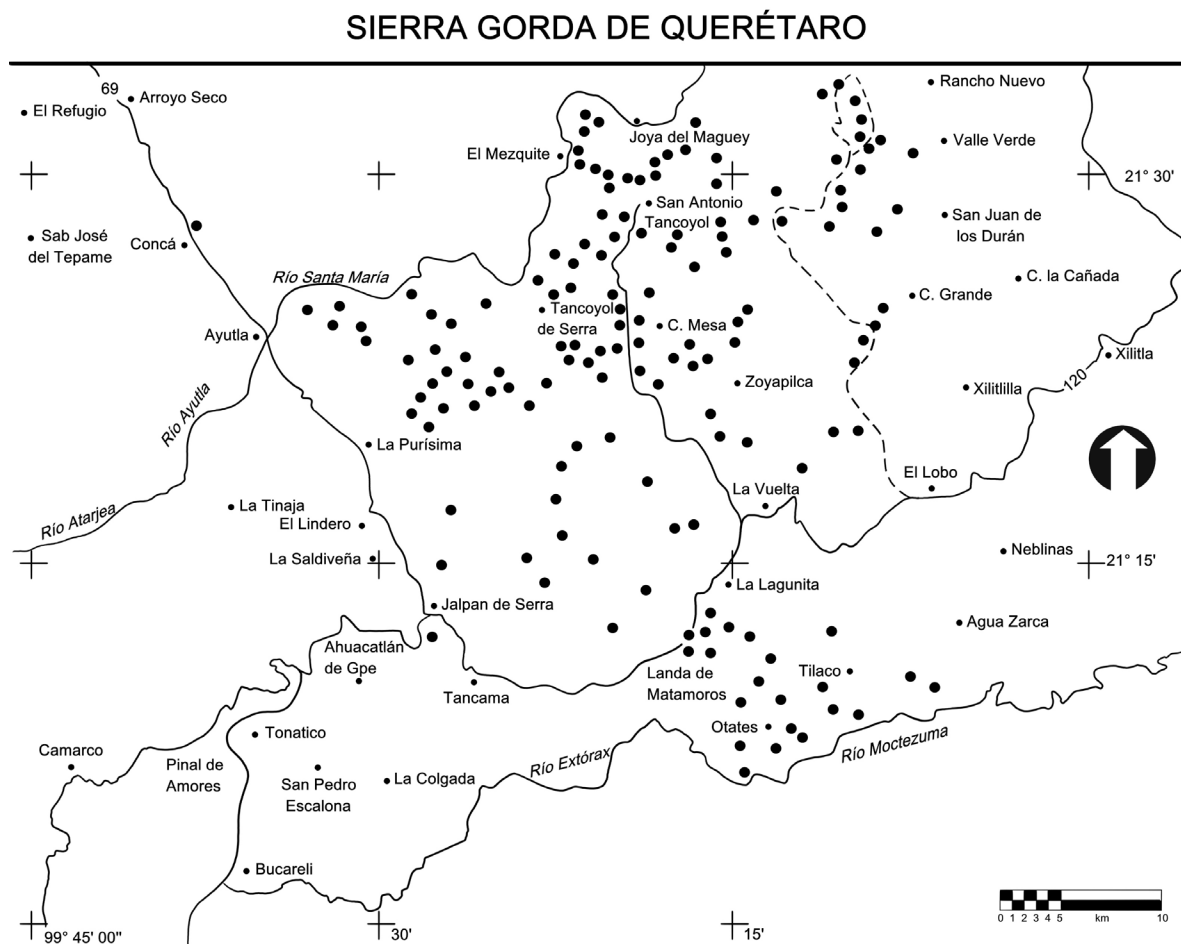 SIERRA GORDA DE QUERÉTARO
69
Arroyo Seco
El Refugio
Rancho Nuevo
Joya del Maguey
Valle Verde
El Mezquite
21° 30'
San Antonio
Tancoyol
San Juan de
los Durán
Sab José
del Tepame
Concá
Río Santa María
C. la Cañada
C. Grande
Tancoyol
de Serra
C. Mesa
Ayutla
Xilitla
120
Zoyapilca
Xilitlilla
Río Ayutla
La Purísima
El Lobo
La Vuelta
La Tinaja
Río Atarjea
El Lindero
La Saldiveña
Neblinas
21° 15'
La Lagunita
Jalpan de Serra
Agua Zarca
Ahuacatlán
de Gpe
Tilaco
Landa de
Matamoros
Tancama
Otates
Tonatico
Camarco
Pinal de
Amores
Río Extórax
Río Moctezuma
San Pedro
Escalona
La Colgada
Bucareli
0 1 2 3 4 5 km 10
99° 45' 00"
30'
15'